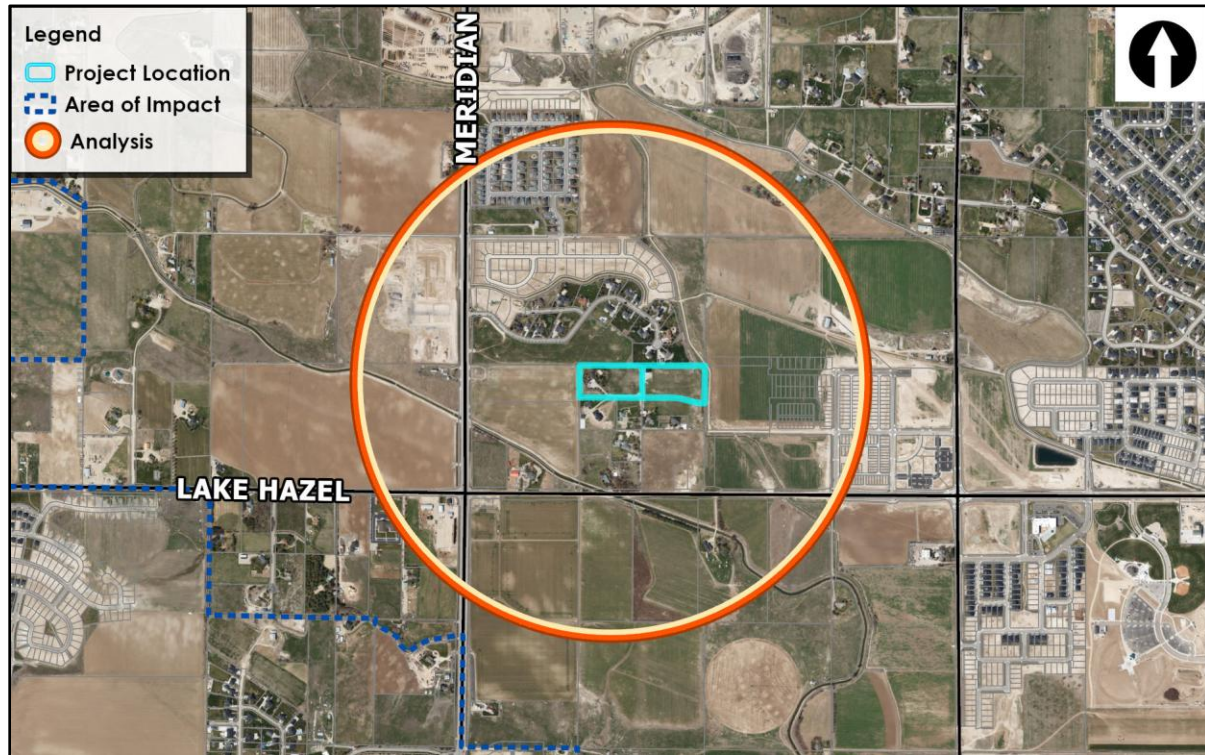 Legend
Project Location
Area of Impact
Analysis
MERIDIAN
LAKE HAZEL